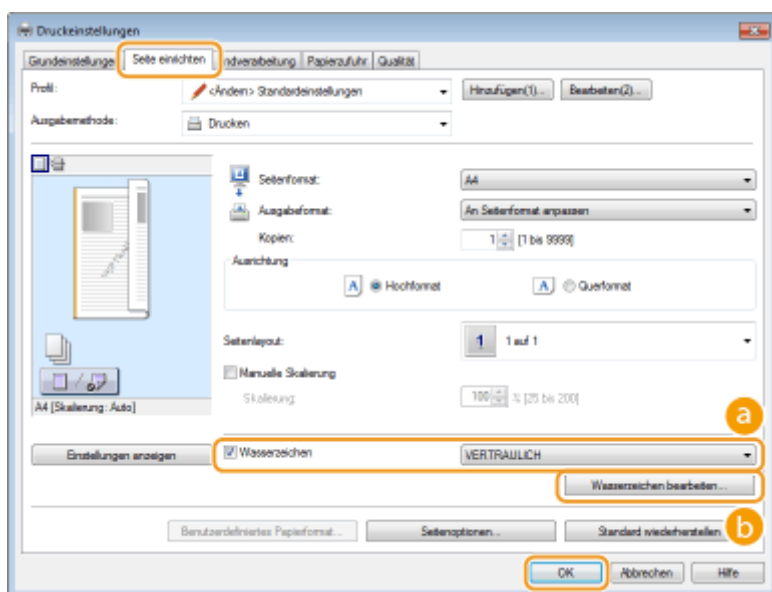 Druckeinstellungen
Grundeinstellunge Seite einrichten ndverarbeitung Papierzufuhr Qualität
Profil: <Ändern> Standardeinstellungen Hinzufügen(1)... Bearbeiten(2)...
Ausgabemethode: Drucken
Seitenformat: A4
Ausgabeformat: An Seitenformat anpassen
Kopien: 1 [1 bis 9999]
Ausrichtung
A Hochformat A Querformat
Seitenlayout: 1 1 auf 1
Manuelle Skalierung
Skalierung: 100 % [25 bis 200]
A4 [Skalierung: Auto]
a
Einstellungen anzeigen Wasserzeichen VERTRAULICH
Wasserzeichen bearbeiten...
b
Benutzerdefiniertes Papierformat... Seitenoptionen... Standard wiederherstellen
OK Abbrechen Hilfe